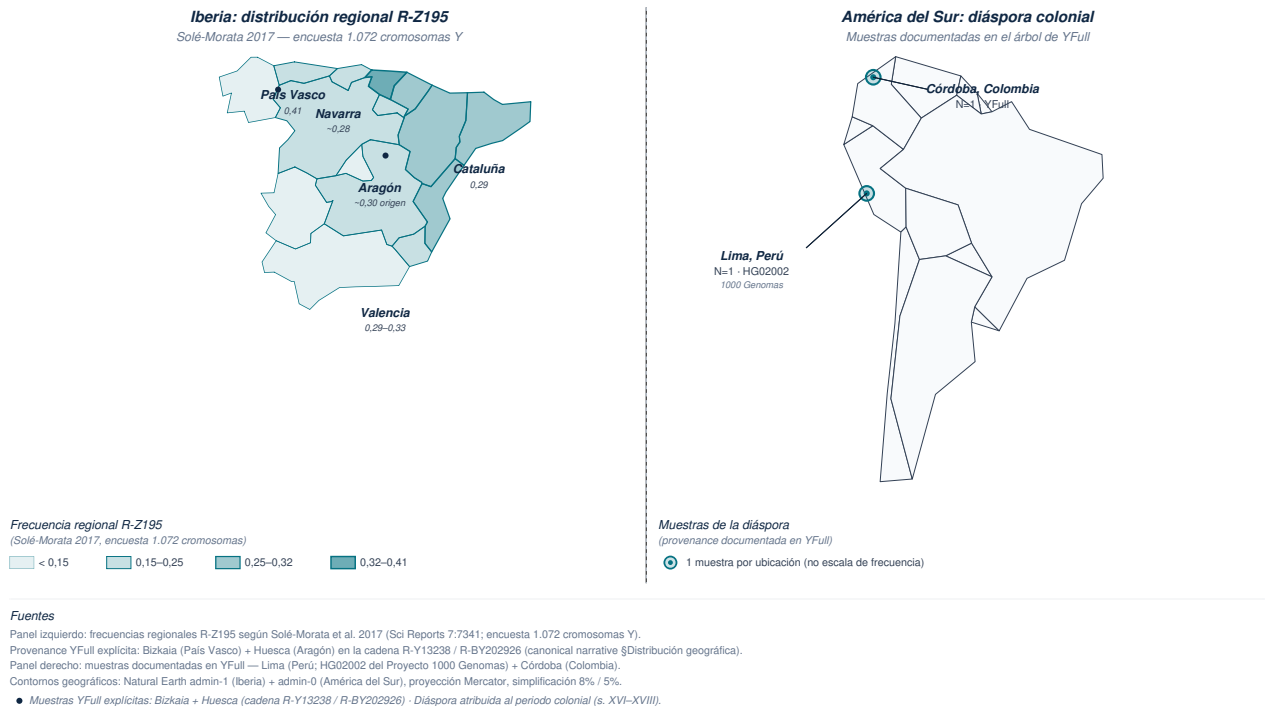 Iberia: distribución regional R-Z195
Solé-Morata 2017 — encuesta 1.072 cromosomas Y
País Vasco
0,41
Navarra
~0,28
Cataluña
0,29
Aragón
~0,30 origen
Valencia
0,29–0,33
América del Sur: diáspora colonial
Muestras documentadas en el árbol de YFull
Córdoba, Colombia
N=1 · YFull
Lima, Perú
N=1 · HG02002
1000 Genomas
Frecuencia regional R-Z195
(Solé-Morata 2017, encuesta 1.072 cromosomas)
< 0,15
0,15–0,25
0,25–0,32
0,32–0,41
Muestras de la diáspora
(provenance documentada en YFull)
1 muestra por ubicación (no escala de frecuencia)
Fuentes
Panel izquierdo: frecuencias regionales R-Z195 según Solé-Morata et al. 2017 (Sci Reports 7:7341; encuesta 1.072 cromosomas Y).
Provenance YFull explícita: Bizkaia (País Vasco) + Huesca (Aragón) en la cadena R-Y13238 / R-BY202926 (canonical narrative §Distribución geográfica).
Panel derecho: muestras documentadas en YFull — Lima (Perú; HG02002 del Proyecto 1000 Genomas) + Córdoba (Colombia).
Contornos geográficos: Natural Earth admin-1 (Iberia) + admin-0 (América del Sur), proyección Mercator, simplificación 8% / 5%.
Muestras YFull explícitas: Bizkaia + Huesca (cadena R-Y13238 / R-BY202926) · Diáspora atribuida al periodo colonial (s. XVI–XVIII).